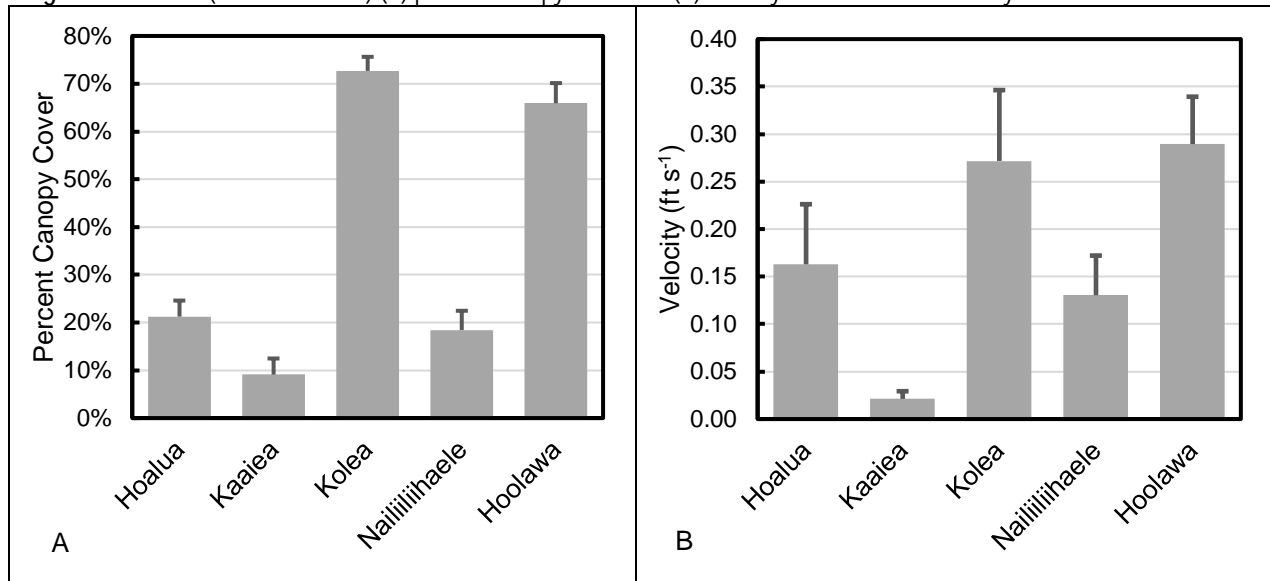 80%
70%
60%
50%
40%
30%
20%
10%
0%
Percent Canopy Cover
Hoalua
Kaaiea
Kolea
Nailiiliihaele
Hoolawa
A
0.40
0.35
0.30
0.25
0.20
0.15
0.10
0.05
0.00
Velocity (ft s-1)
Hoalua
Kaaiea
Kolea
Nailiiliihaele
Hoolawa
B